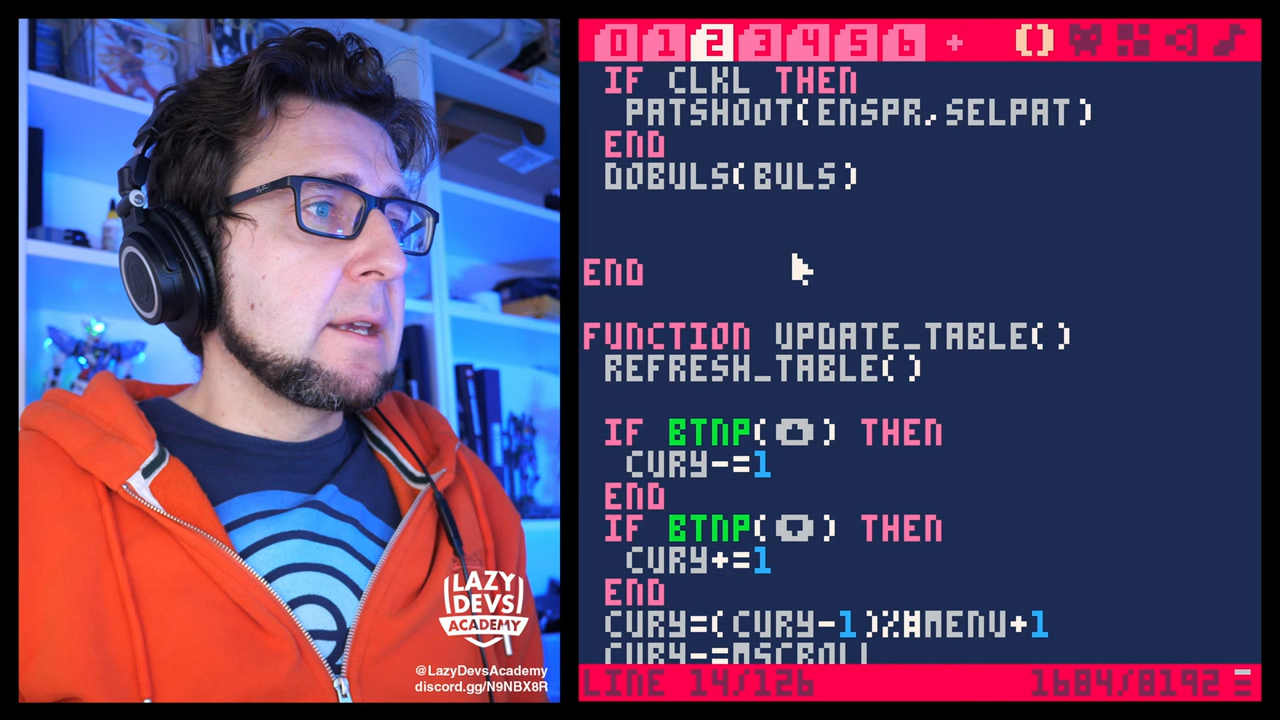 LAZY
DEVS
ACADEMY
@LazyDevsAcademy
discord.gg/N9NBX8R
0 1 2 3 4 5 6 + ()
IF CLKL THEN
PATSHOOT(ENSPR,SELPAT)
END
DOBULS(BULS)
END
FUNCTION UPDATE_TABLE()
REFRESH_TABLE()
IF BTNP(⬆️) THEN
CURY-=1
END
IF BTNP(⬇️) THEN
CURY+=1
END
CURY=(CURY-1)%#MENU+1
CURY-=MSCROLL
LINE 14/126
1684/8192